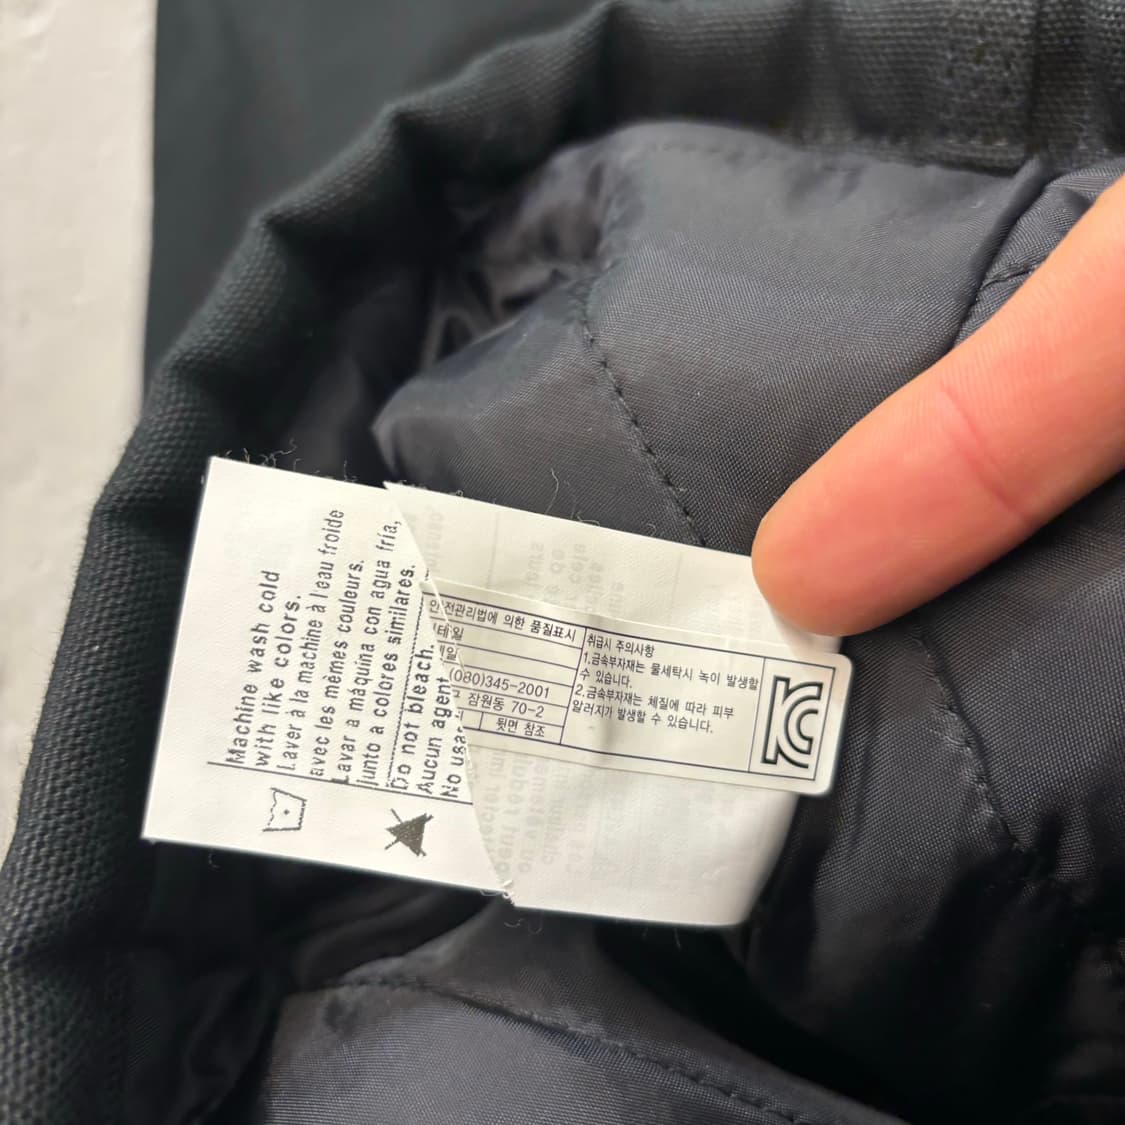 Machine wash cold
with like colors.
Laver à la machine à l'eau froide
avec les mêmes couleurs.
Lavar a máquina con agua fría,
junto a colores similares.
Do not bleach.
Aucun agent
No usar
안전관리법에 의한 품질표시
테일
(080)345-2001
구 잠원동 70-2
뒷면 참조
취급시 주의사항
1.금속부자재는 물세탁시 녹이 발생할
수 있습니다.
2.금속부자재는 체질에 따라 피부
알러지가 발생할 수 있습니다.